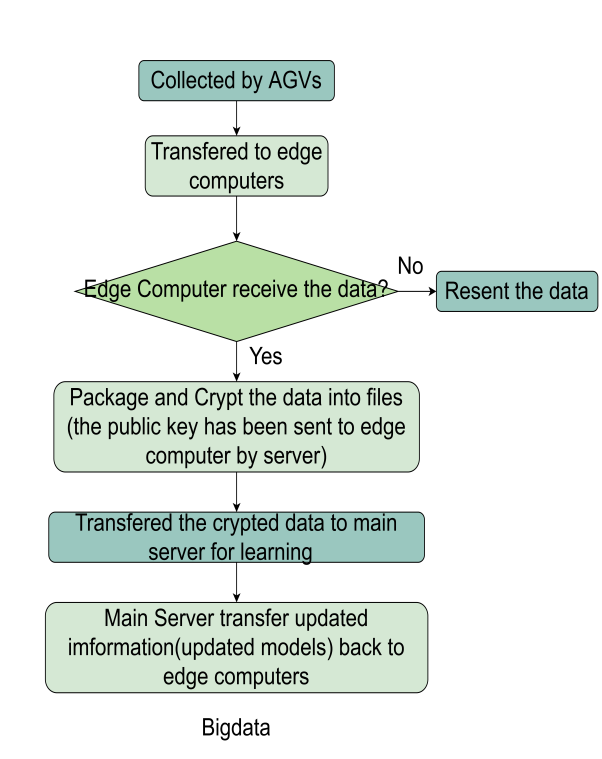 Collected by AGVs
Transfered to edge
computers
Edge Computer receive the data?
No
Resent the data
Yes
Package and Crypt the data into files
(the public key has been sent to edge
computer by server)
Transfered the crypted data to main
server for learning
Main Server transfer updated
imformation(updated models) back to
edge computers
Bigdata